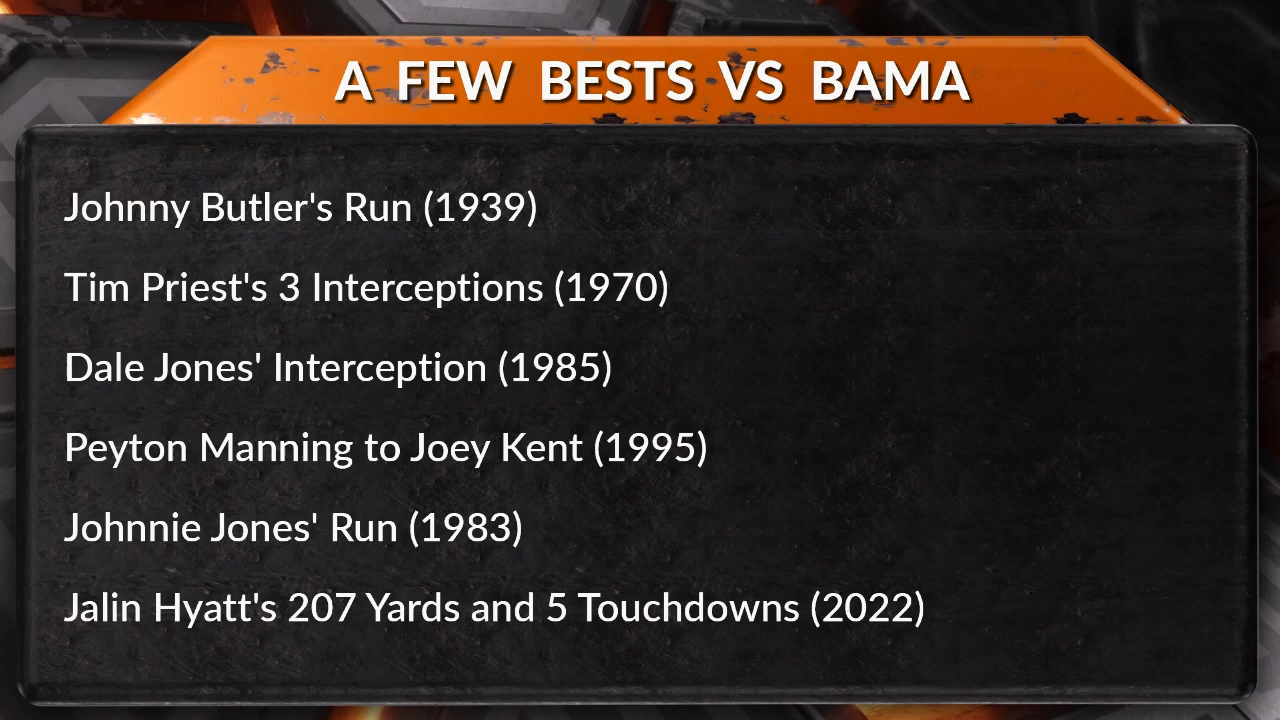 A FEW BESTS VS BAMA
Johnny Butler's Run (1939)
Tim Priest's 3 Interceptions (1970)
Dale Jones' Interception (1985)
Peyton Manning to Joey Kent (1995)
Johnnie Jones' Run (1983)
Jalin Hyatt's 207 Yards and 5 Touchdowns (2022)